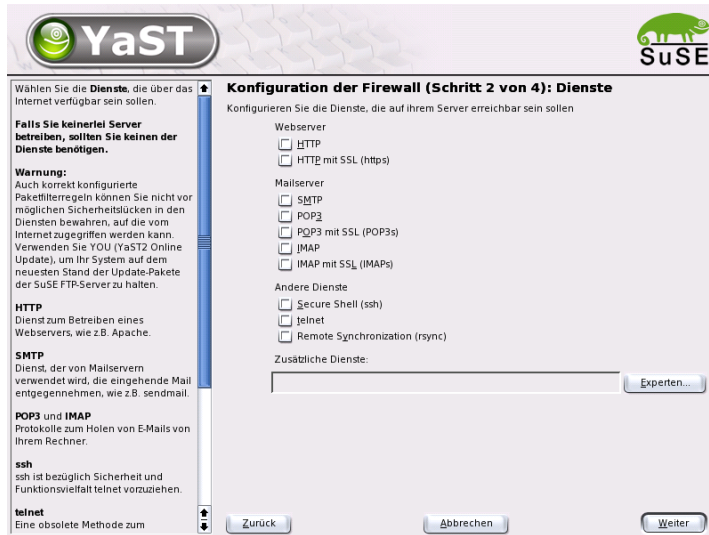 YaST
SuSE
Wählen Sie die Dienste, die über das
Internet verfügbar sein sollen.
Falls Sie keinerlei Server
betreiben, sollten Sie keinen der
Dienste benötigen.
Warnung:
Auch korrekt konfigurierte
Paketfilterregeln können Sie nicht vor
möglichen Sicherheitslücken in den
Diensten bewahren, auf die vom
Internet zugegriffen werden kann.
Verwenden Sie YOU (YaST2 Online
Update), um Ihr System auf dem
neuesten Stand der Update-Pakete
der SuSE FTP-Server zu halten.
HTTP
Dienst zum Betreiben eines
Webservers, wie z.B. Apache.
SMTP
Dienst, der von Mailservern
verwendet wird, die eingehende Mail
entgegennehmen, wie z.B. sendmail.
POP3 und IMAP
Protokolle zum Holen von E-Mails von
Ihrem Rechner.
ssh
ssh ist bezüglich Sicherheit und
Funktionsvielfalt telnet vorzuziehen.
telnet
Eine obsolete Methode zum
Konfiguration der Firewall (Schritt 2 von 4): Dienste
Konfigurieren Sie die Dienste, die auf ihrem Server erreichbar sein sollen
Webserver
HTTP
HTTP mit SSL (https)
Mailserver
SMTP
POP3
POP3 mit SSL (POP3s)
IMAP
IMAP mit SSL (IMAPs)
Andere Dienste
Secure Shell (ssh)
telnet
Remote Synchronization (rsync)
Zusätzliche Dienste:
Experten...
Zurück
Abbrechen
Weiter